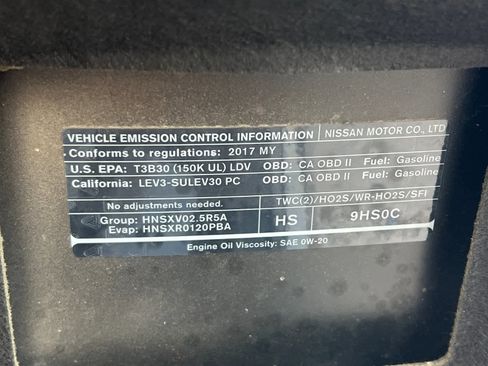 VEHICLE EMISSION CONTROL INFORMATION NISSAN MOTOR CO., LTD
Conforms to regulations: 2017 MY
U.S. EPA: T3B30 (150K UL) LDV OBD: CA OBD II Fuel: Gasoline
California: LEV3-SULEV30 PC OBD: CA OBD II Fuel: Gasoline
No adjustments needed. TWC(2)/HO2S/WR-HO2S/SFI
Group: HNSXV02.5R5A HS 9HS0C
Evap: HNSXR0120PBA
Engine Oil Viscosity: SAE 0W-20